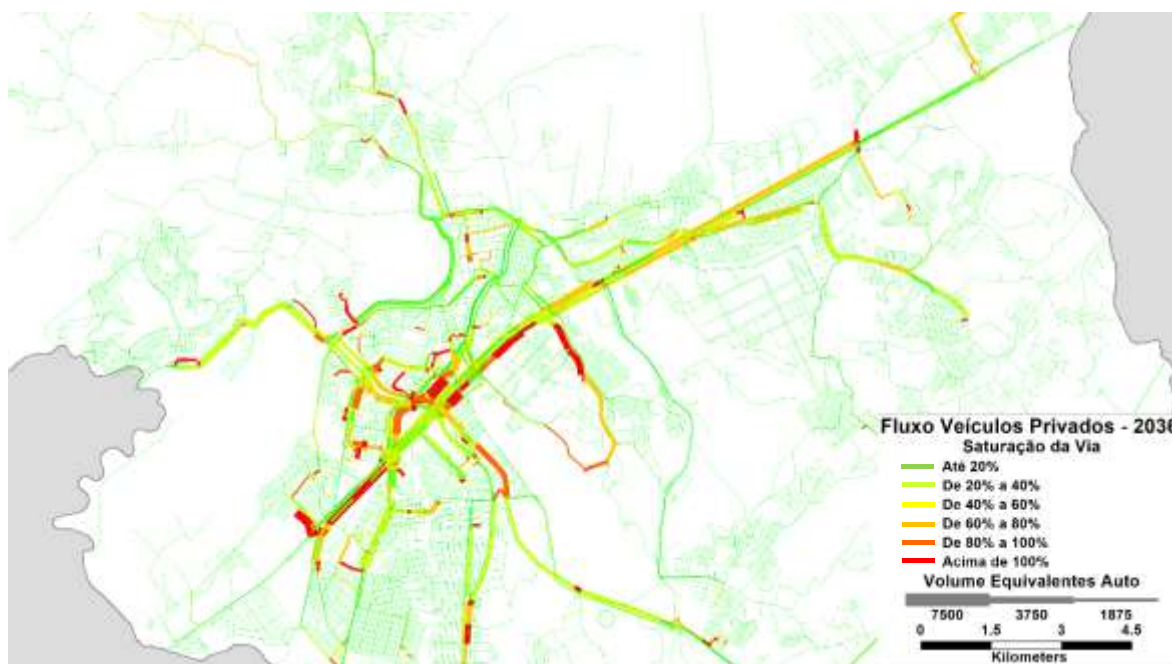 Fluxo Veículos Privados - 2036
Saturação da Via
Até 20%
De 20% a 40%
De 40% a 60%
De 60% a 80%
De 80% a 100%
Acima de 100%
Volume Equivalentes Auto
7500 3750 1875
0 1.5 3 4.5
Kilometers